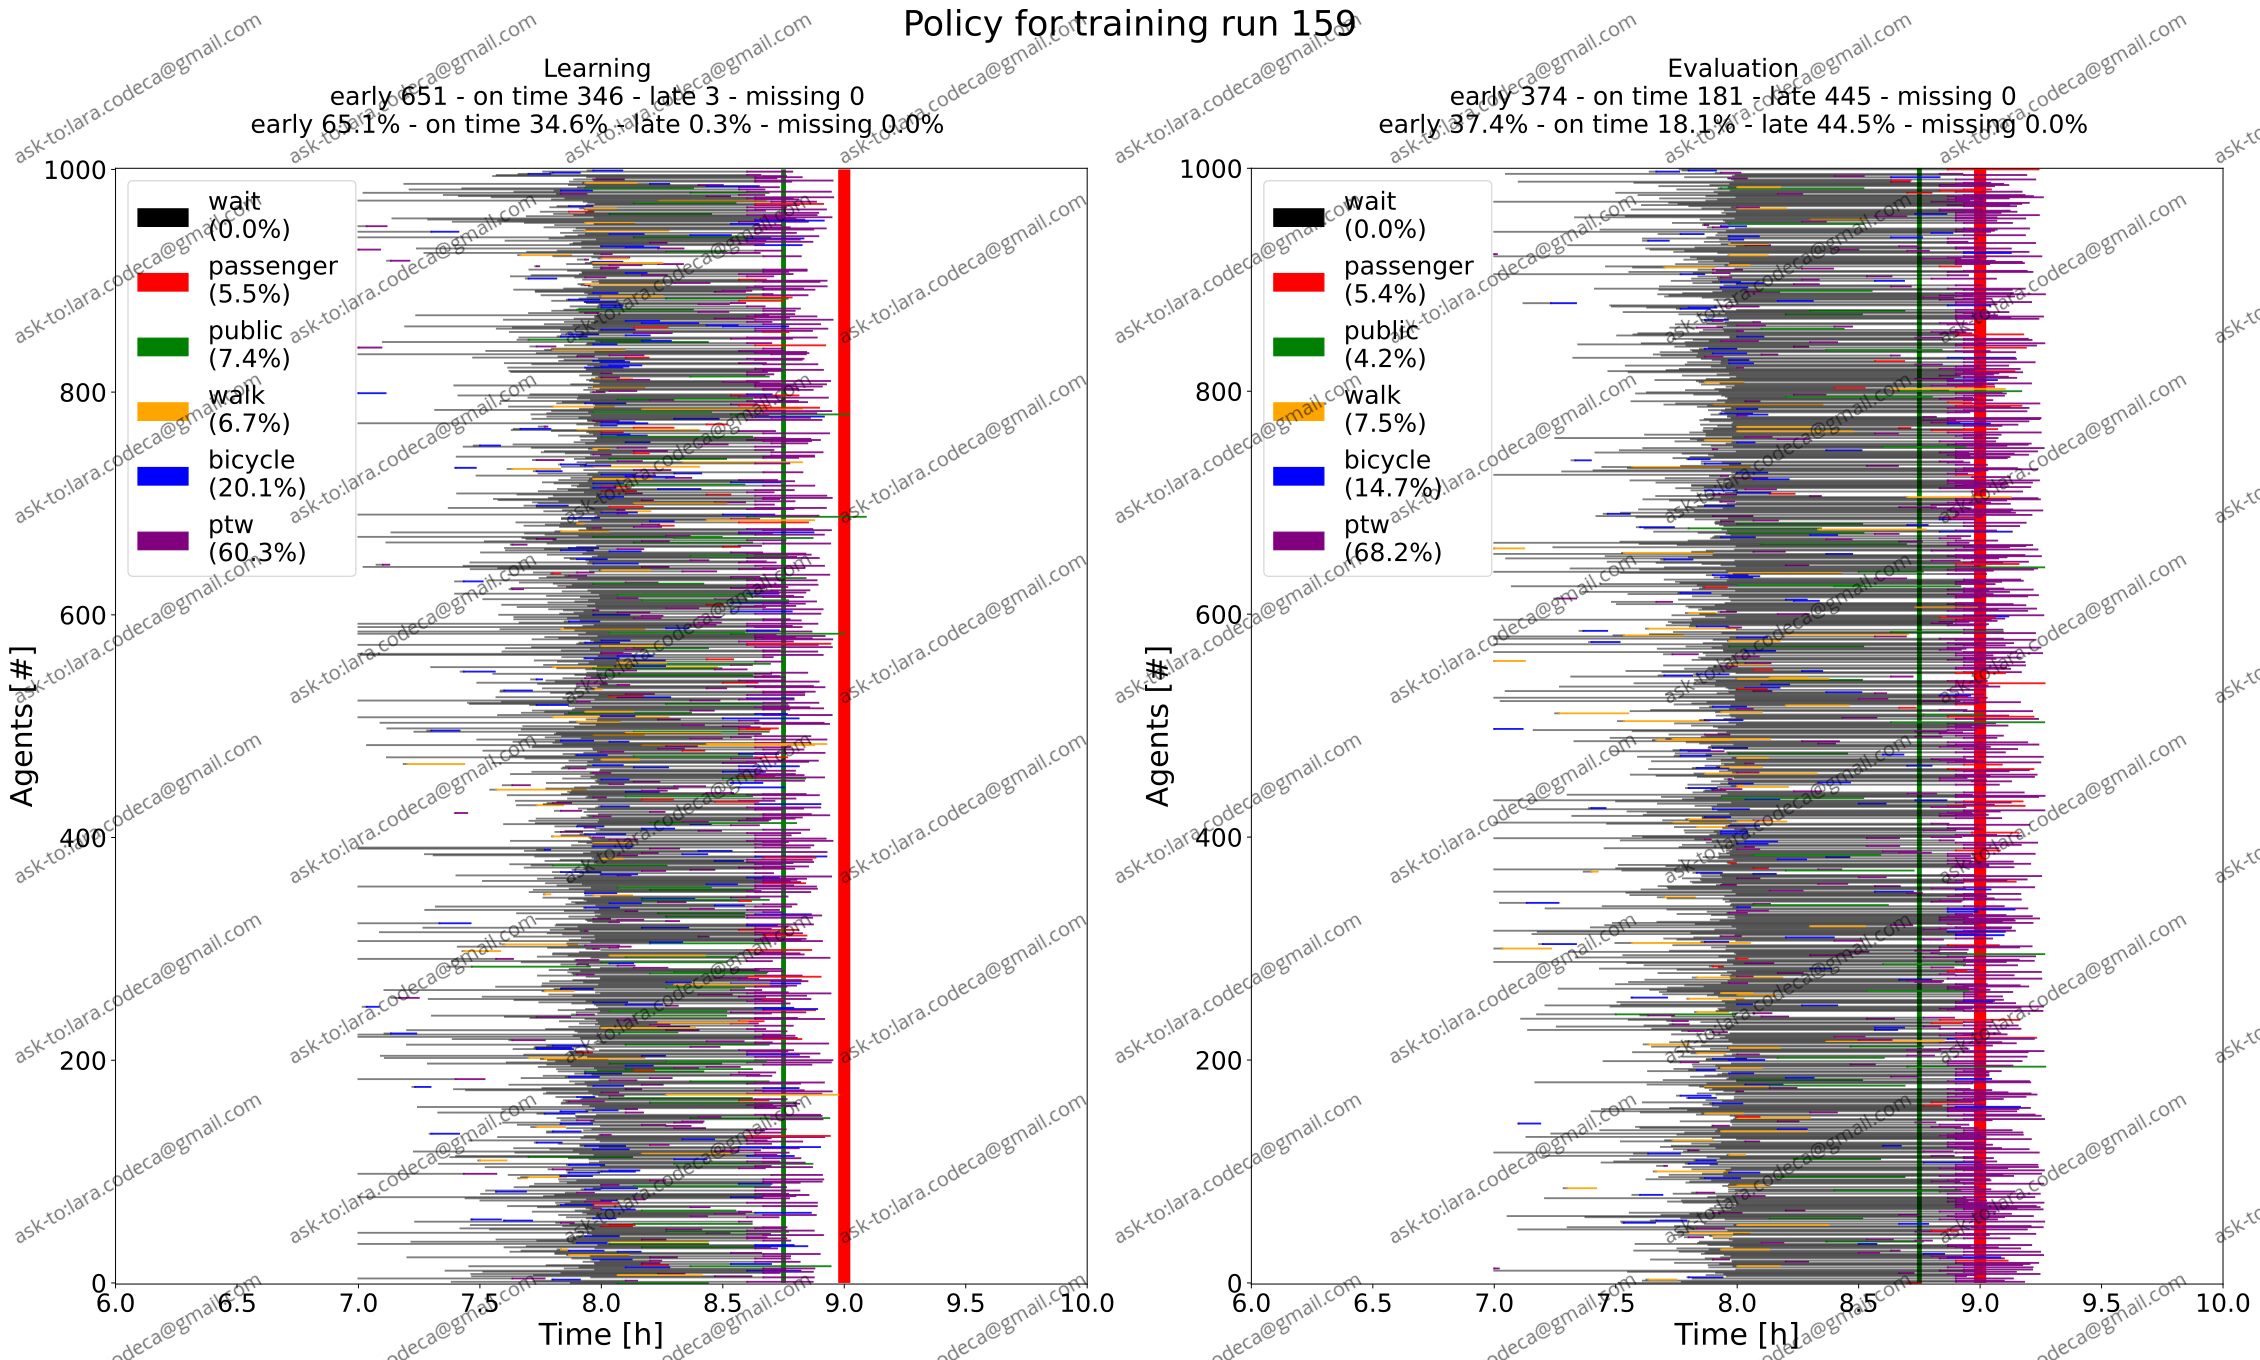 Policy for training run 159
Learning
early 651 - on time 346 - late 3 - missing 0
early 65.1% - on time 34.6% - late 0.3% - missing 0.0%
1000
800
600
400
200
0
Agents [#]
wait
(0.0%)
passenger
(5.5%)
public
(7.4%)
walk
(6.7%)
bicycle
(20.1%)
ptw
(60.3%)
6.0 6.5 7.0 7.5 8.0 8.5 9.0 9.5 10.0
Time [h]
Evaluation
early 374 - on time 181 - late 445 - missing 0
early 37.4% - on time 18.1% - late 44.5% - missing 0.0%
1000
800
600
400
200
0
Agents [#]
wait
(0.0%)
passenger
(5.4%)
public
(4.2%)
walk
(7.5%)
bicycle
(14.7%)
ptw
(68.2%)
6.0 6.5 7.0 7.5 8.0 8.5 9.0 9.5 10.0
Time [h]
ask-to:lara.codeca@gmail.com